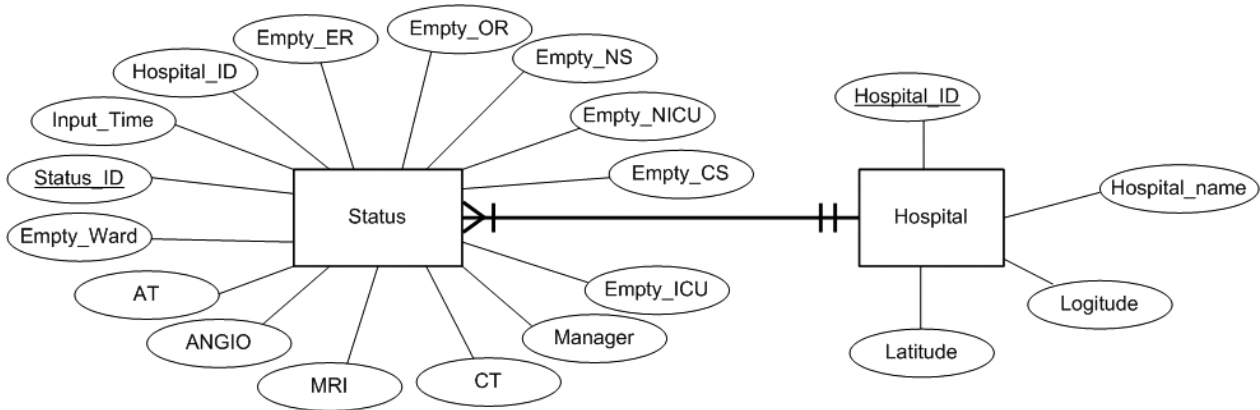 Empty_OR
Empty_ER
Empty_NS
Hospital_ID
Hospital_ID
Input_Time
Empty_NICU
Status_ID
Empty_CS
Hospital_name
Status
Hospital
Empty_Ward
Empty_ICU
AT
Logitude
ANGIO
Manager
Latitude
MRI
CT